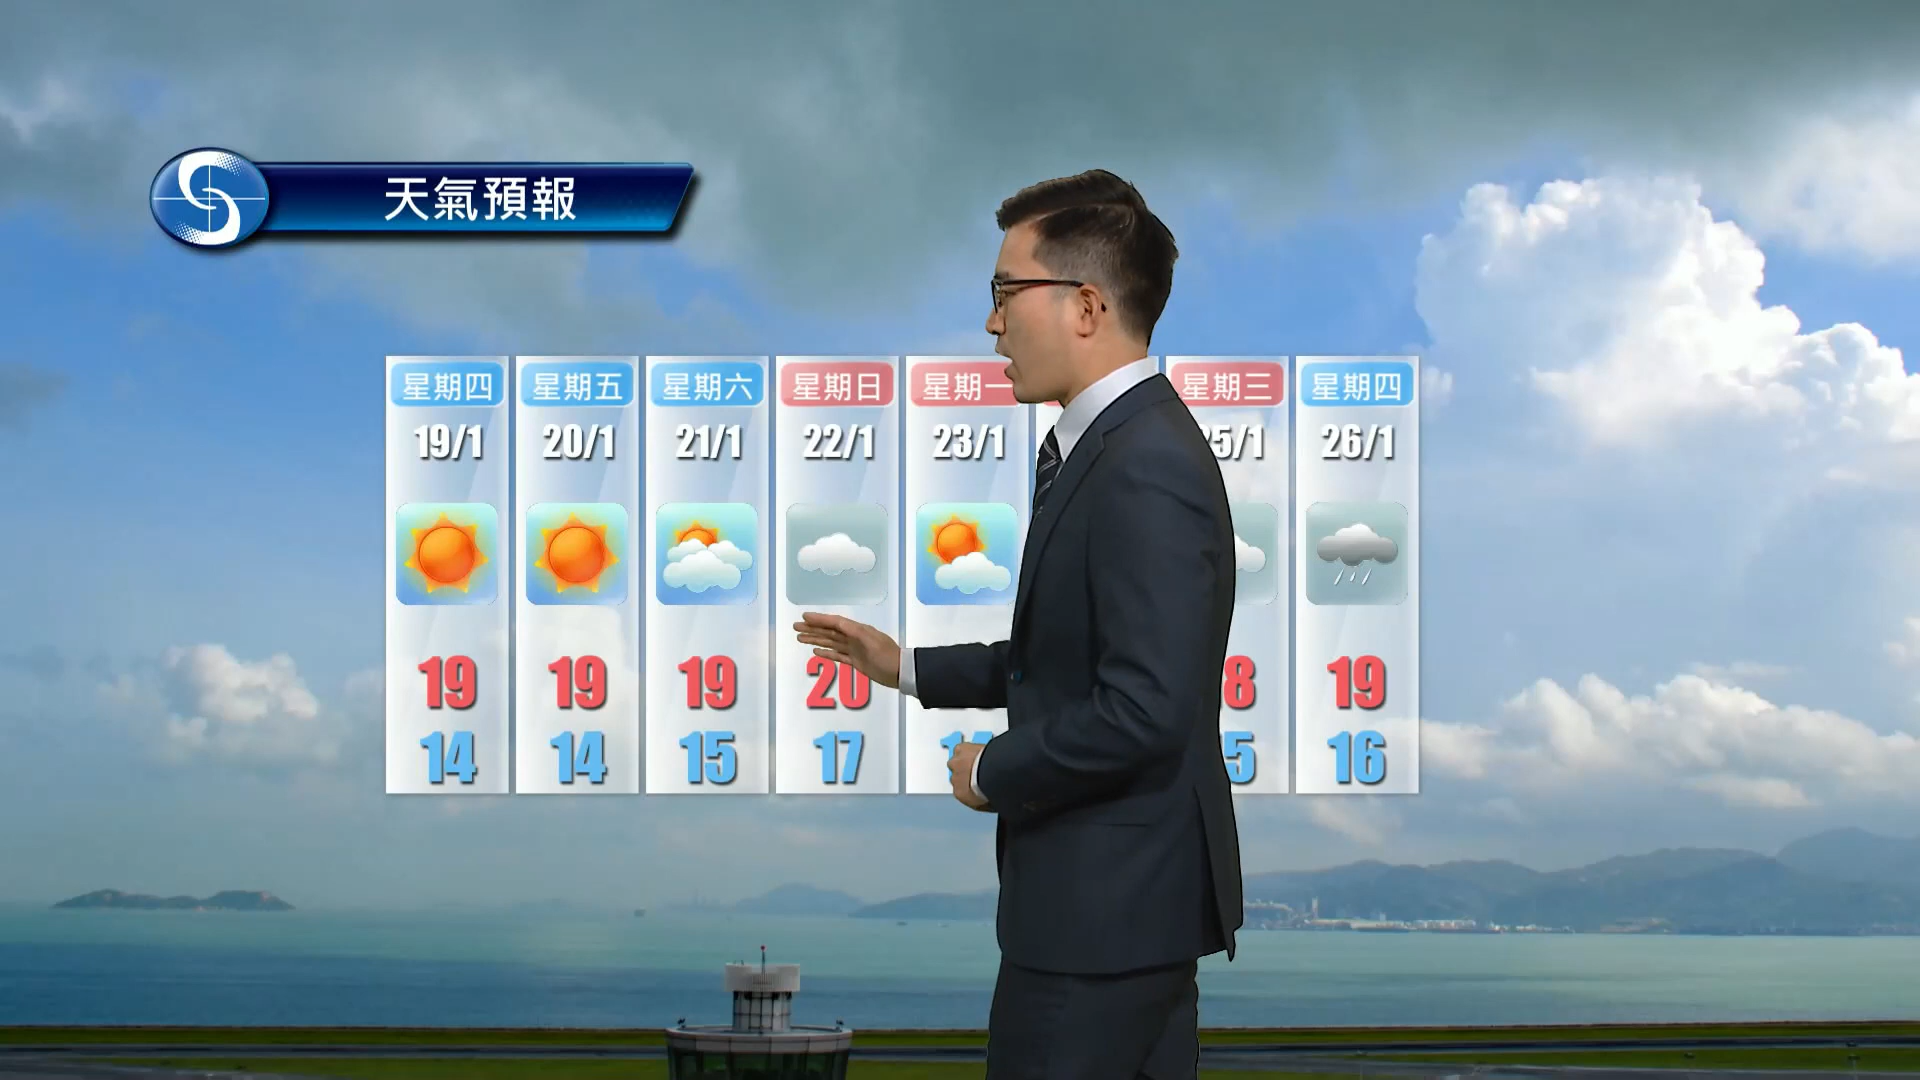 天氣預報
星期四 星期五 星期六 星期日 星期一 星期三 星期四
19/1 20/1 21/1 22/1 23/1 25/1 26/1
19 19 19 20 19
14 14 15 17 16